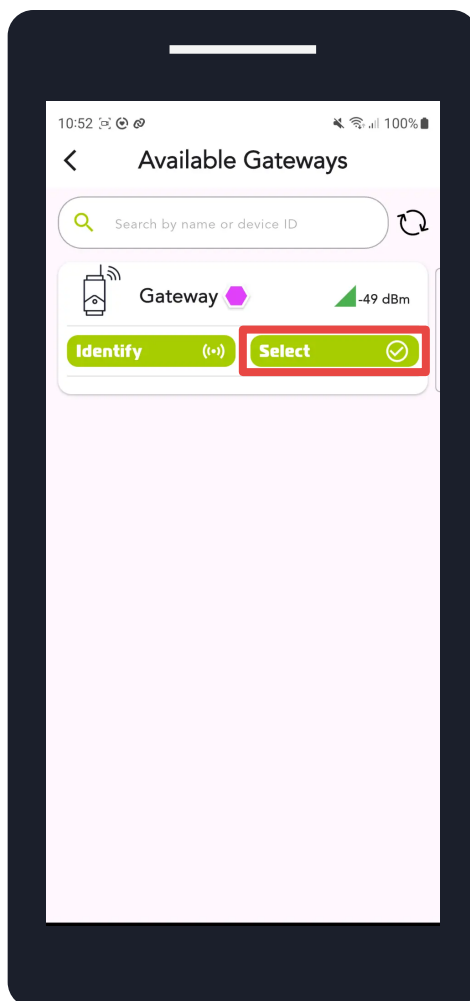 10:52 100%
Available Gateways
Search by name or device ID
Gateway -49 dBm
Identify Select